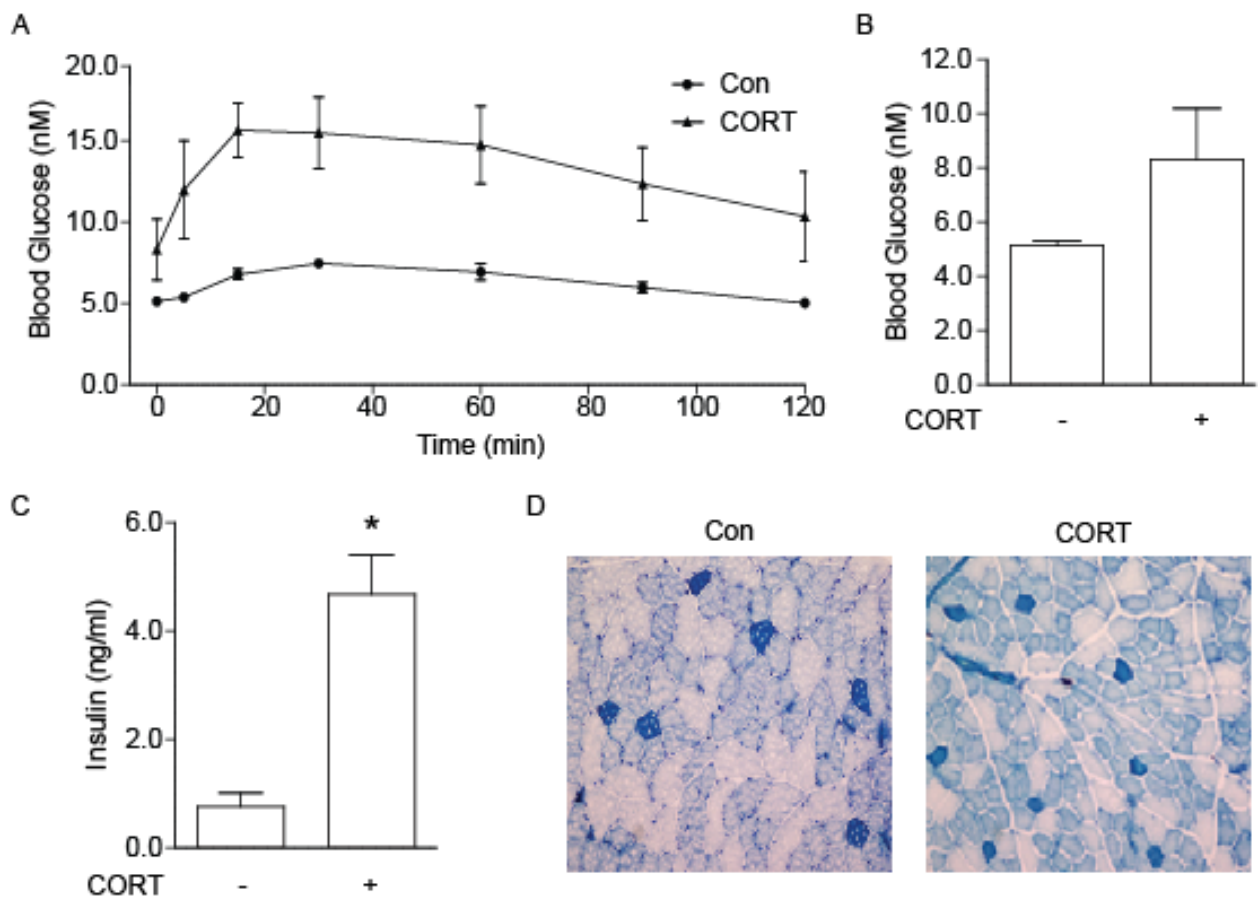 A
Blood Glucose (nM)
20.0
15.0
10.0
5.0
0.0
Con
CORT
0 20 40 60 80 100 120
Time (min)
B
Blood Glucose (nM)
12.0
10.0
8.0
6.0
4.0
2.0
0.0
CORT - +
C
Insulin (ng/ml)
6.0
4.0
2.0
0.0
*
CORT - +
D
Con CORT